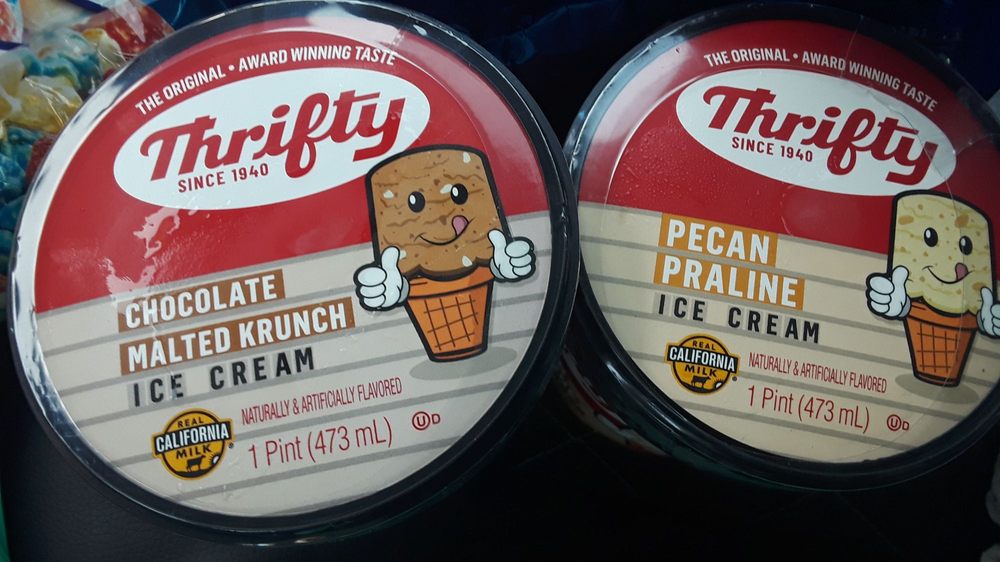 THE ORIGINAL • AWARD WINNING TASTE
Thrifty
SINCE 1940
CHOCOLATE
MALTED KRUNCH
ICE CREAM
REAL
CALIFORNIA
MILK
NATURALLY & ARTIFICIALLY FLAVORED
1 Pint (473 mL)
U D
THE ORIGINAL • AWARD WINNING TASTE
Thrifty
SINCE 1940
PECAN
PRALINE
ICE CREAM
REAL
CALIFORNIA
MILK
NATURALLY & ARTIFICIALLY FLAVORED
1 Pint (473 mL)
U D